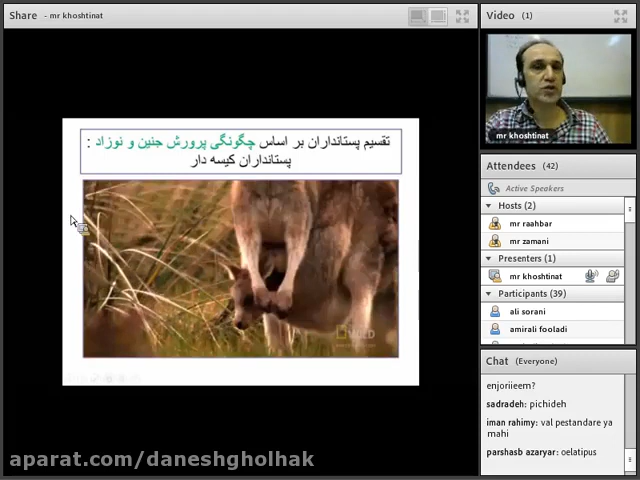 Share - mr khoshtinat
Video (1)
mr khoshtinat
تقسیم پستانداران بر اساس چگونگی پرورش جنین و نوزاد :
پستانداران کیسه دار
WILD
Attendees (42)
Active Speakers
Hosts (2)
mr raahbar
mr zamani
Presenters (1)
mr khoshtinat
Participants (39)
ali sorani
amirali fooladi
Chat (Everyone)
enjoriieem?
sadradeh: pichideh
iman rahimy: val pestandare ya
mahi
parshasb azaryar: oelatipus
aparat.com/daneshgholhak